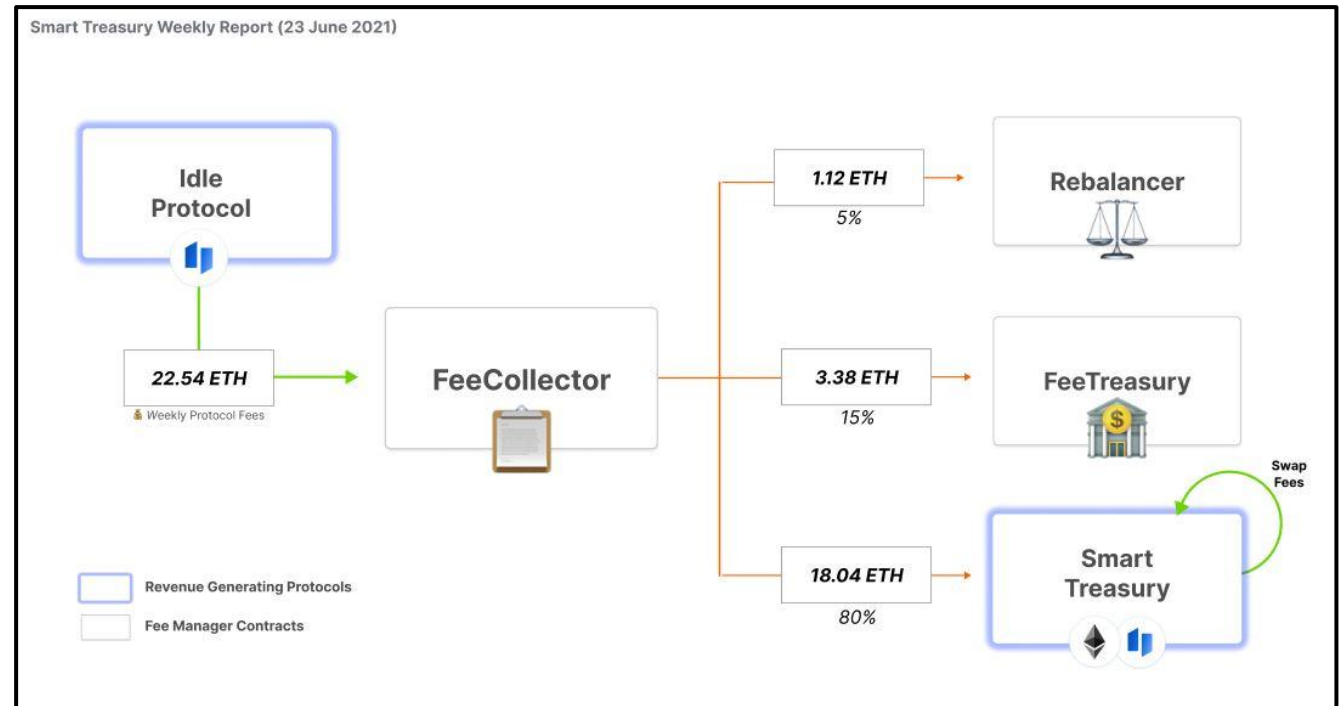 Smart Treasury Weekly Report (23 June 2021)
Idle
Protocol
22.54 ETH
Weekly Protocol Fees
FeeCollector
1.12 ETH
5%
Rebalancer
3.38 ETH
15%
FeeTreasury
$
18.04 ETH
80%
Smart
Treasury
Swap
Fees
Revenue Generating Protocols
Fee Manager Contracts